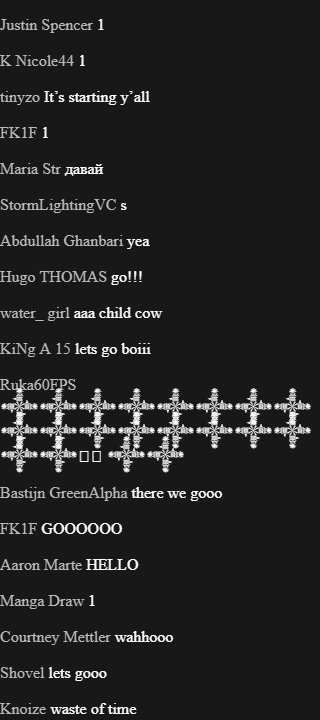 Justin Spencer 1
K Nicole44 1
tinyzo It’s starting y’all
FK1F 1
Maria Str давай
StormLightingVC s
Abdullah Ghanbari yea
Hugo THOMAS go!!!
water_ girl aaa child cow
KiNg A 15 lets go boiii
Ruka60FPS
Bastijn GreenAlpha there we gooo
FK1F GOOOOOO
Aaron Marte HELLO
Manga Draw 1
Courtney Mettler wahhooo
Shovel lets gooo
Knoize waste of time